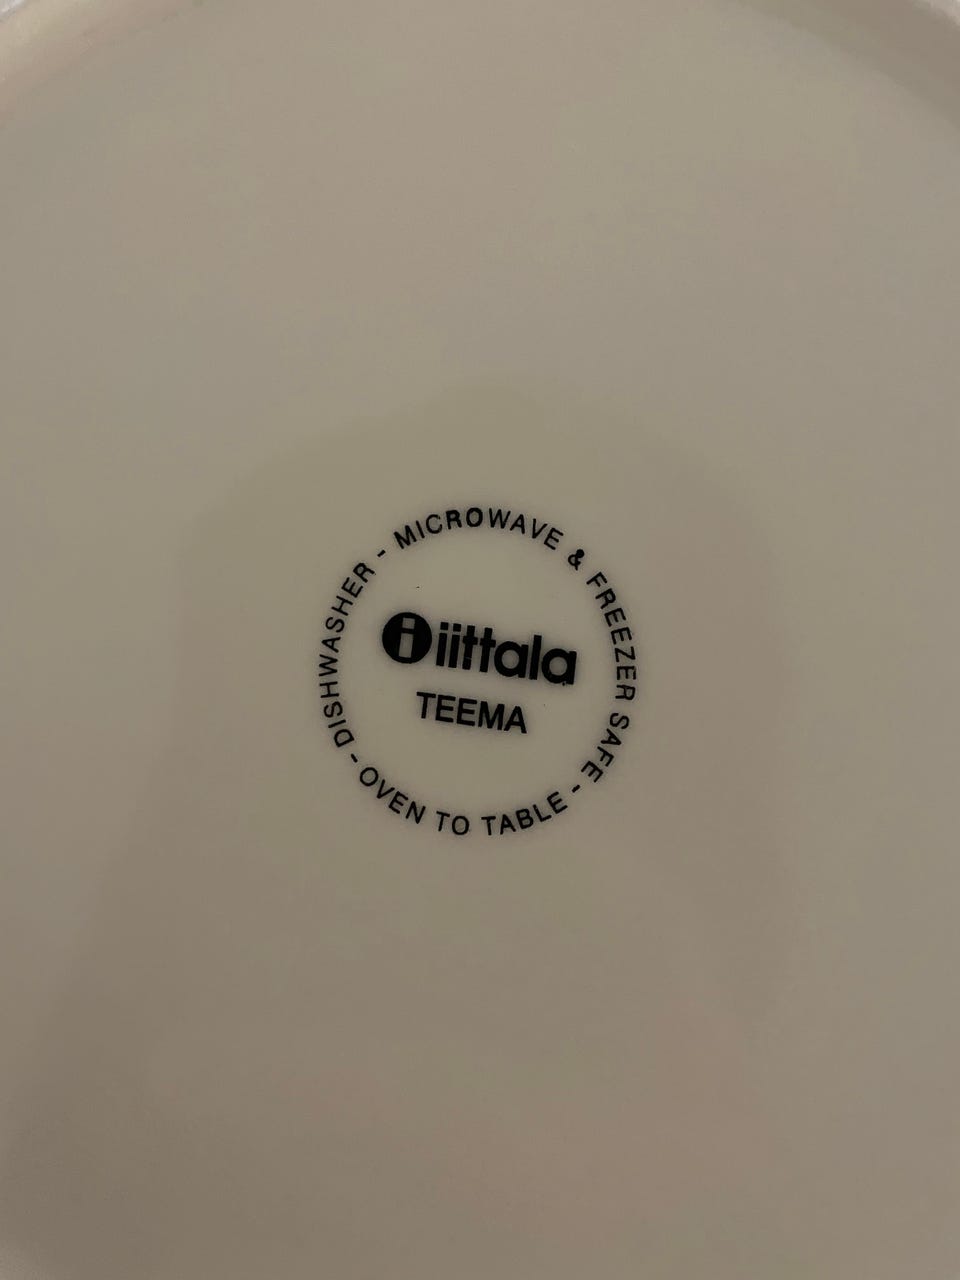 DISHWASHER - MICROWAVE & FREEZER SAFE - OVEN TO TABLE -
i iittala
TEEMA